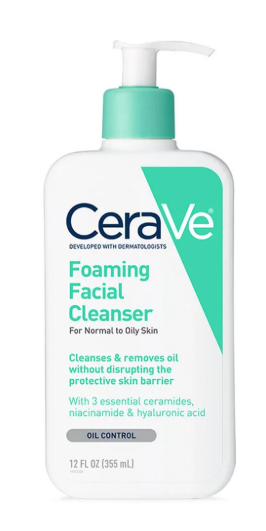 CeraVe®
DEVELOPED WITH DERMATOLOGISTS
Foaming
Facial
Cleanser
For Normal to Oily Skin
Cleanses & removes oil
without disrupting the
protective skin barrier
With 3 essential ceramides,
niacinamide & hyaluronic acid
OIL CONTROL
12 FL OZ (355 mL)